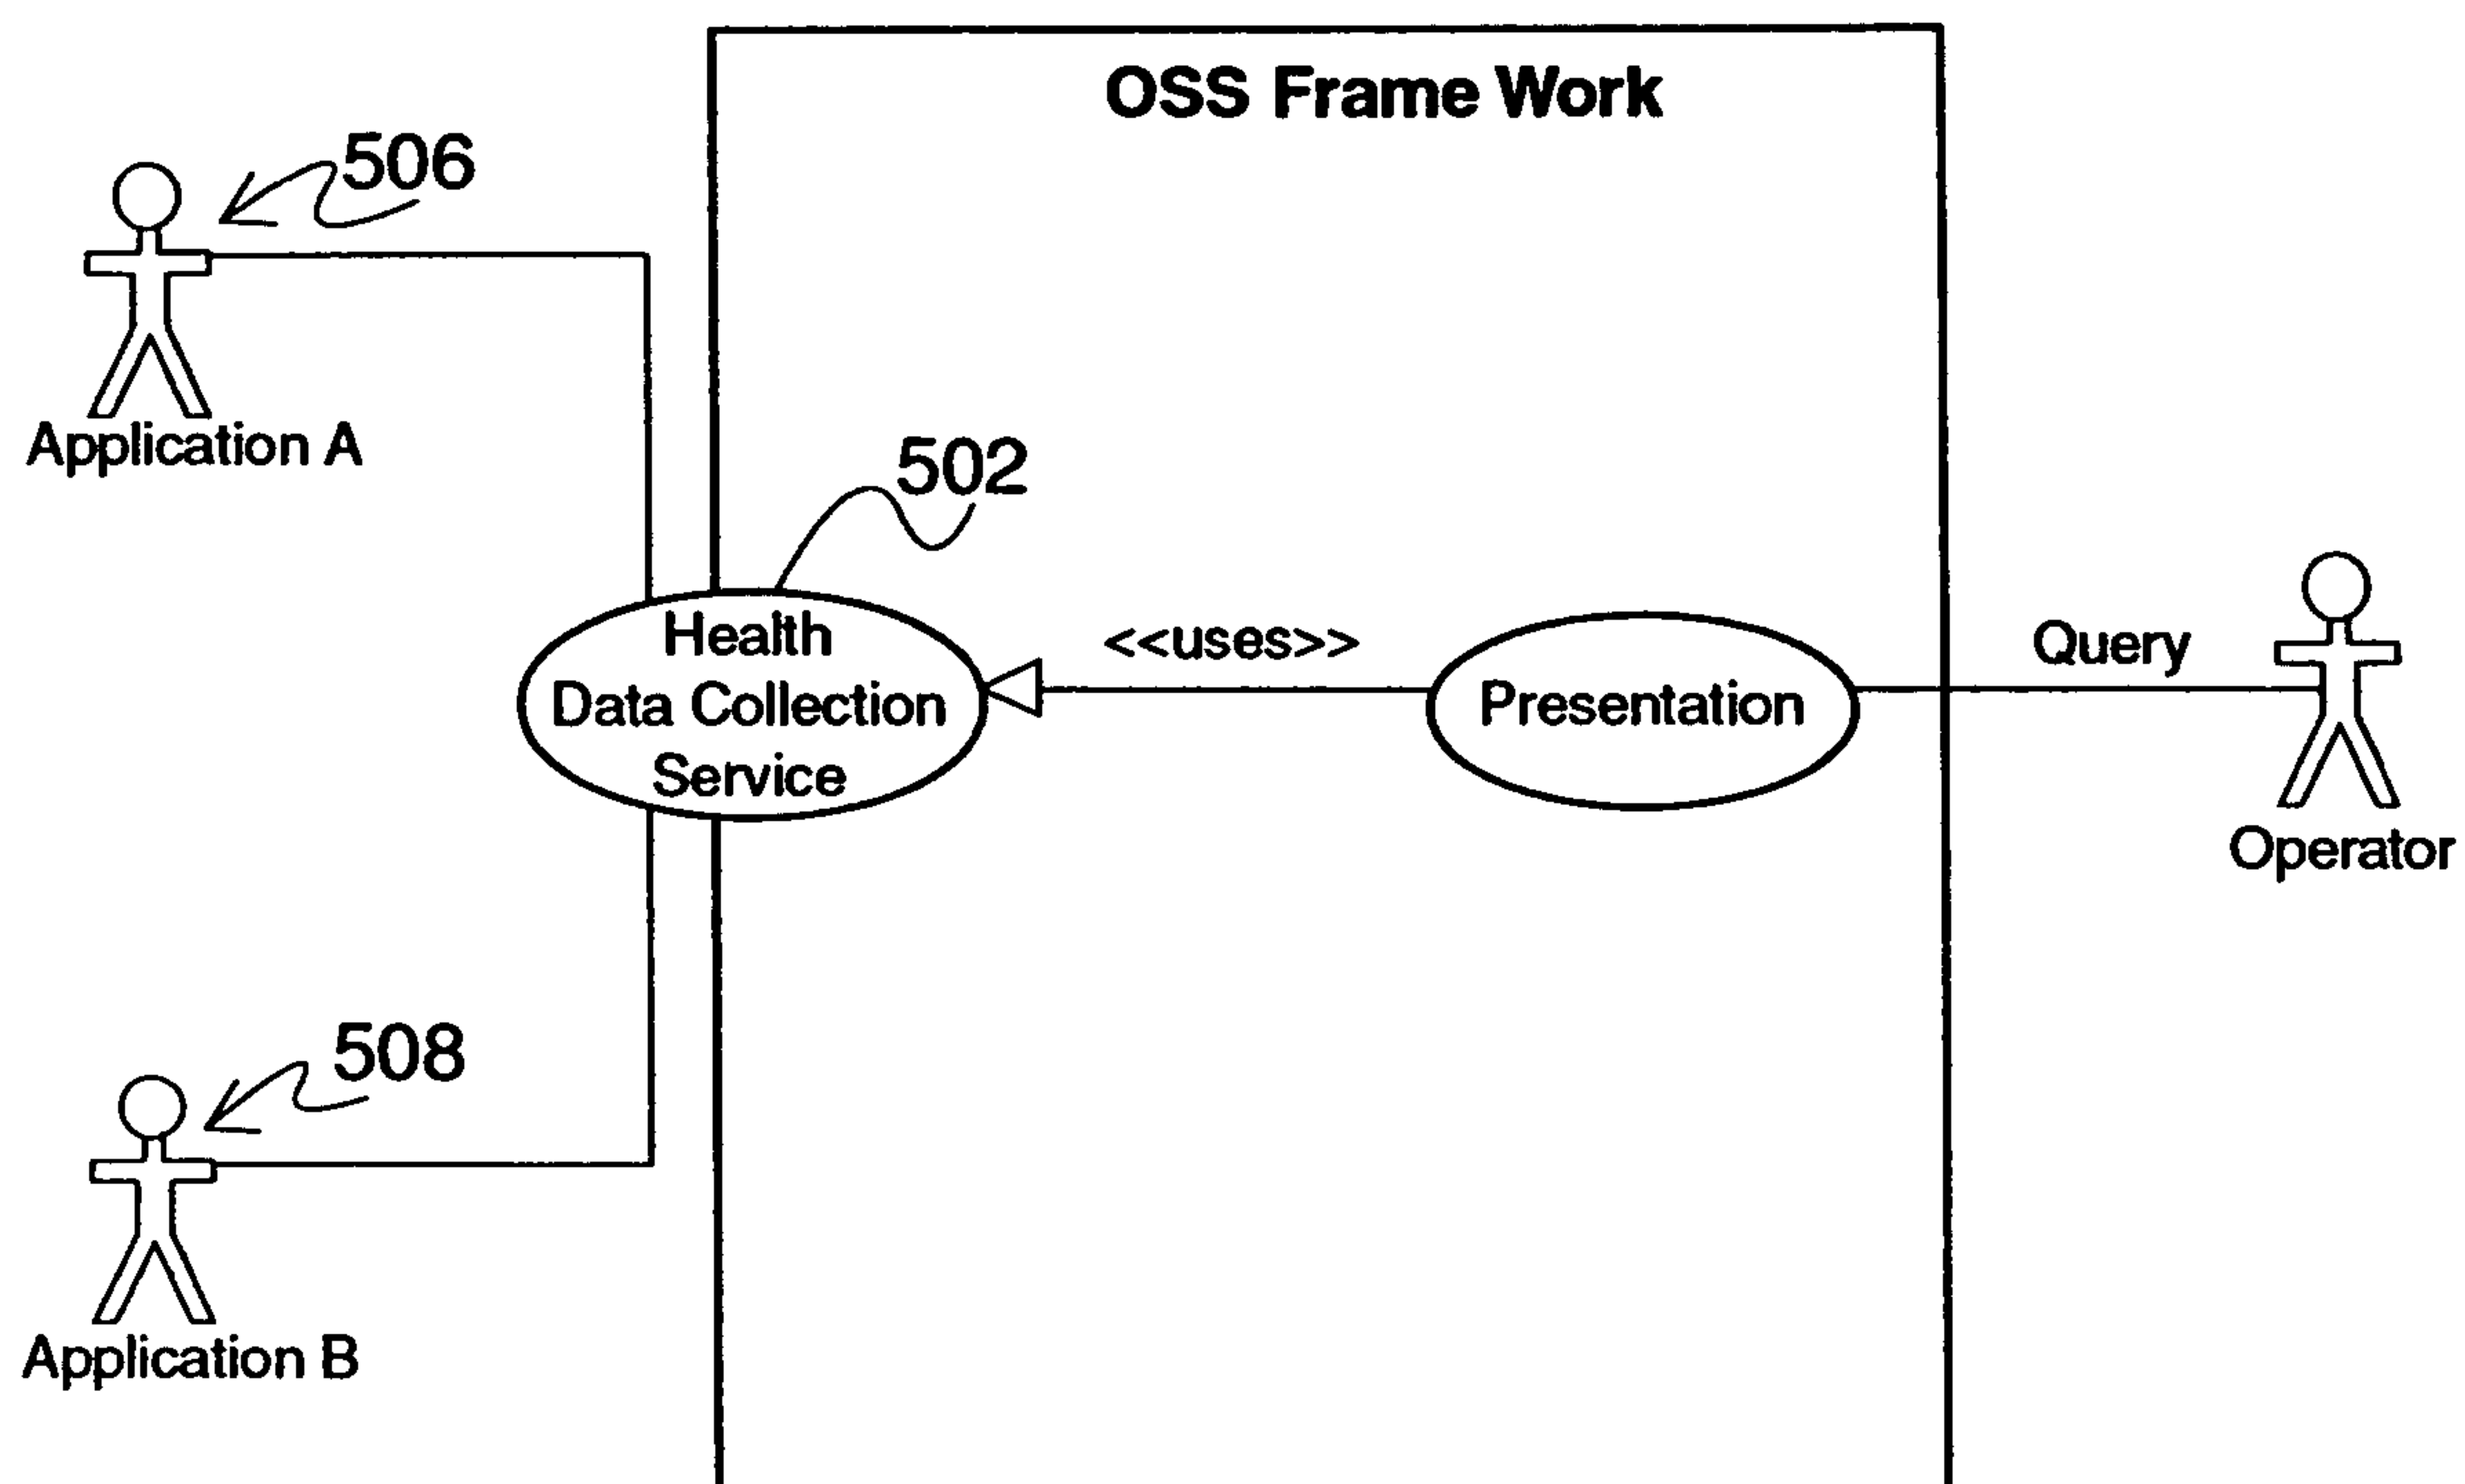 OSS Frame Work
506
Application A
502
Health
Data Collection
Service
<<uses>>
Presentation
Query
Operator
508
Application B